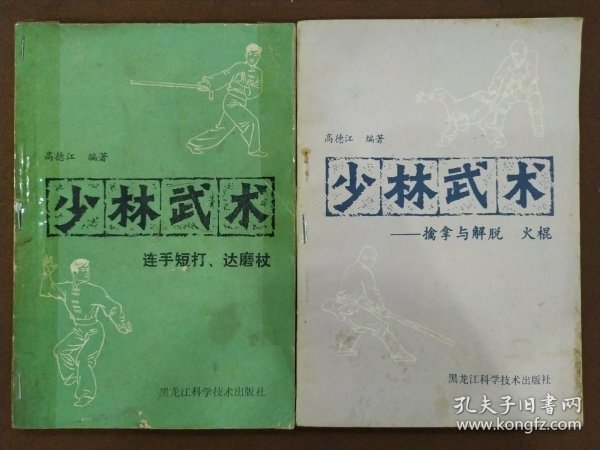 高德江 编著
少林武术
连手短打、达磨杖
黑龙江科学技术出版社
高德江 编著
少林武术
——擒拿与解脱 火棍
黑龙江科学技术出版社
孔夫子旧书网
www.kongfz.com